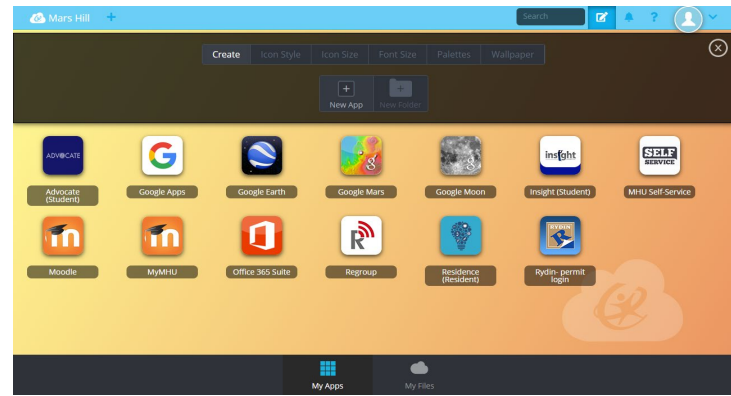 Mars Hill +
Search
?
Create Icon Style Icon Size Font Size Palettes Wallpaper
New App New Folder
ADVOCATE
G
g
g
insight
SELF
SERVICE
Advocate
(Student)
Google Apps
Google Earth
Google Mars
Google Moon
Insight (Student)
MHU Self-Service
m
m
R
RYDIN
Moodle
MyMHU
Office 365 Suite
Regroup
Residence
(Resident)
Rydin- permit
login
My Apps
My Files